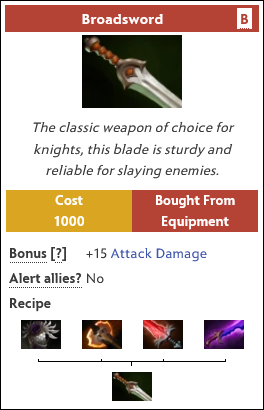 Broadsword B
The classic weapon of choice for
knights, this blade is sturdy and
reliable for slaying enemies.
Cost Bought From
1000 Equipment
Bonus [?] +15 Attack Damage
Alert allies? No
Recipe